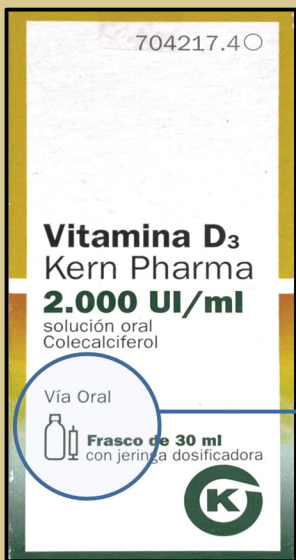 704217.4
Vitamina D₃
Kern Pharma
2.000 UI/ml
solución oral
Colecalciferol
Vía Oral
Frasco de 30 ml
con jeringa dosificadora
K